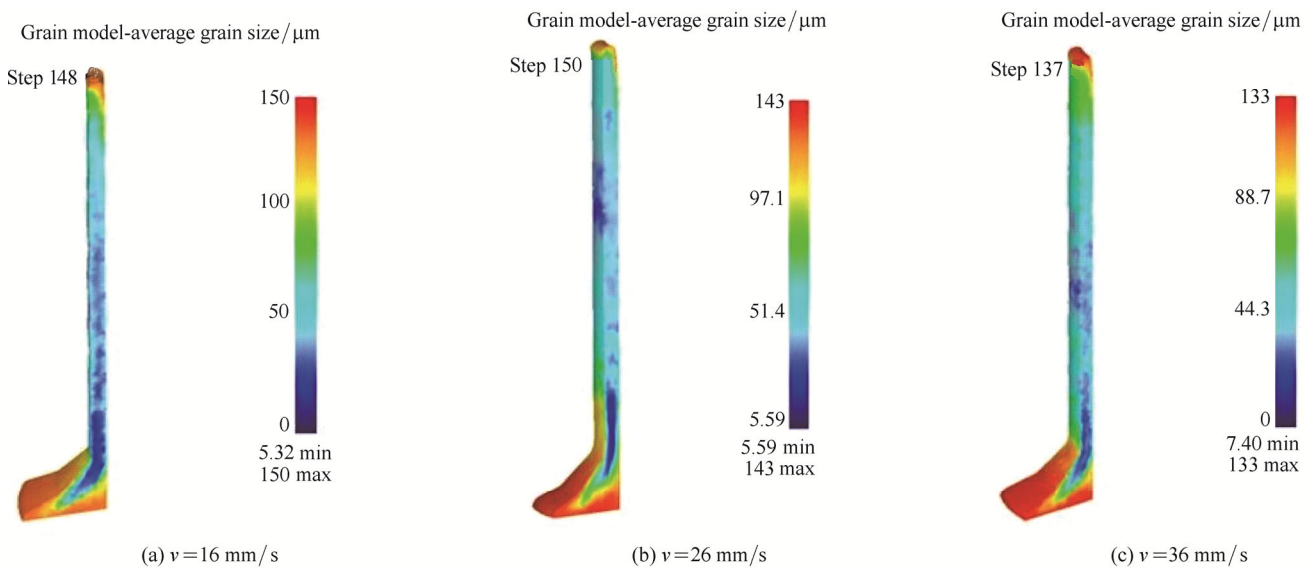 Grain model-average grain size/μm
Step 148
150
100
50
0
5.32 min
150 max
(a) v=16 mm/s
Grain model-average grain size/μm
Step 150
143
97.1
51.4
5.59
5.59 min
143 max
(b) v=26 mm/s
Grain model-average grain size/μm
Step 137
133
88.7
44.3
0
7.40 min
133 max
(c) v=36 mm/s